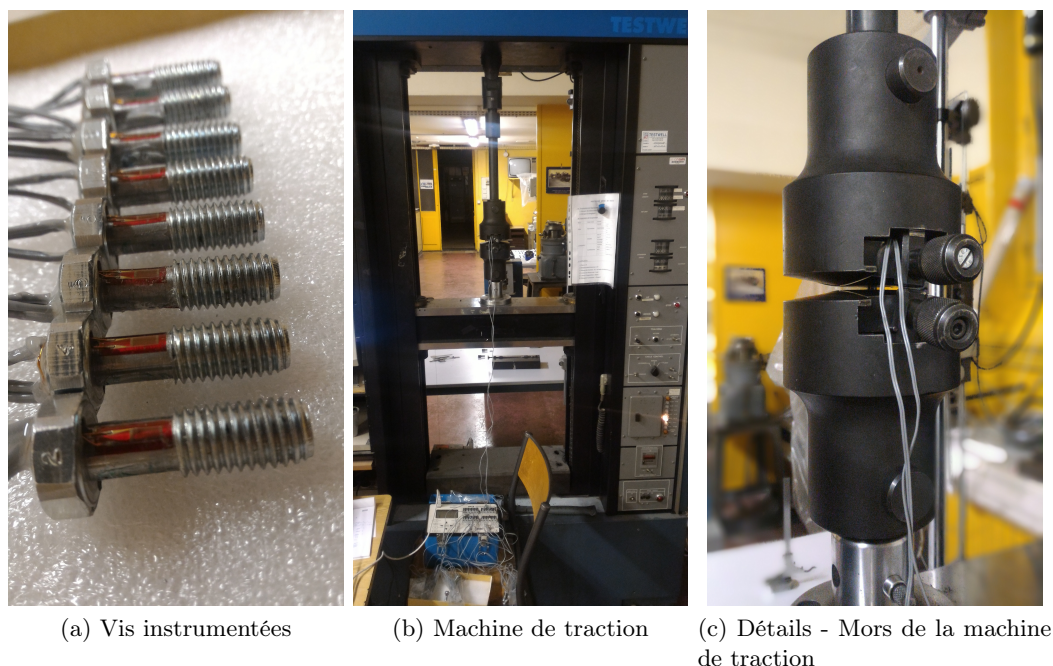 TESTWE
(a) Vis instrumentées
(b) Machine de traction
(c) Détails - Mors de la machine
de traction